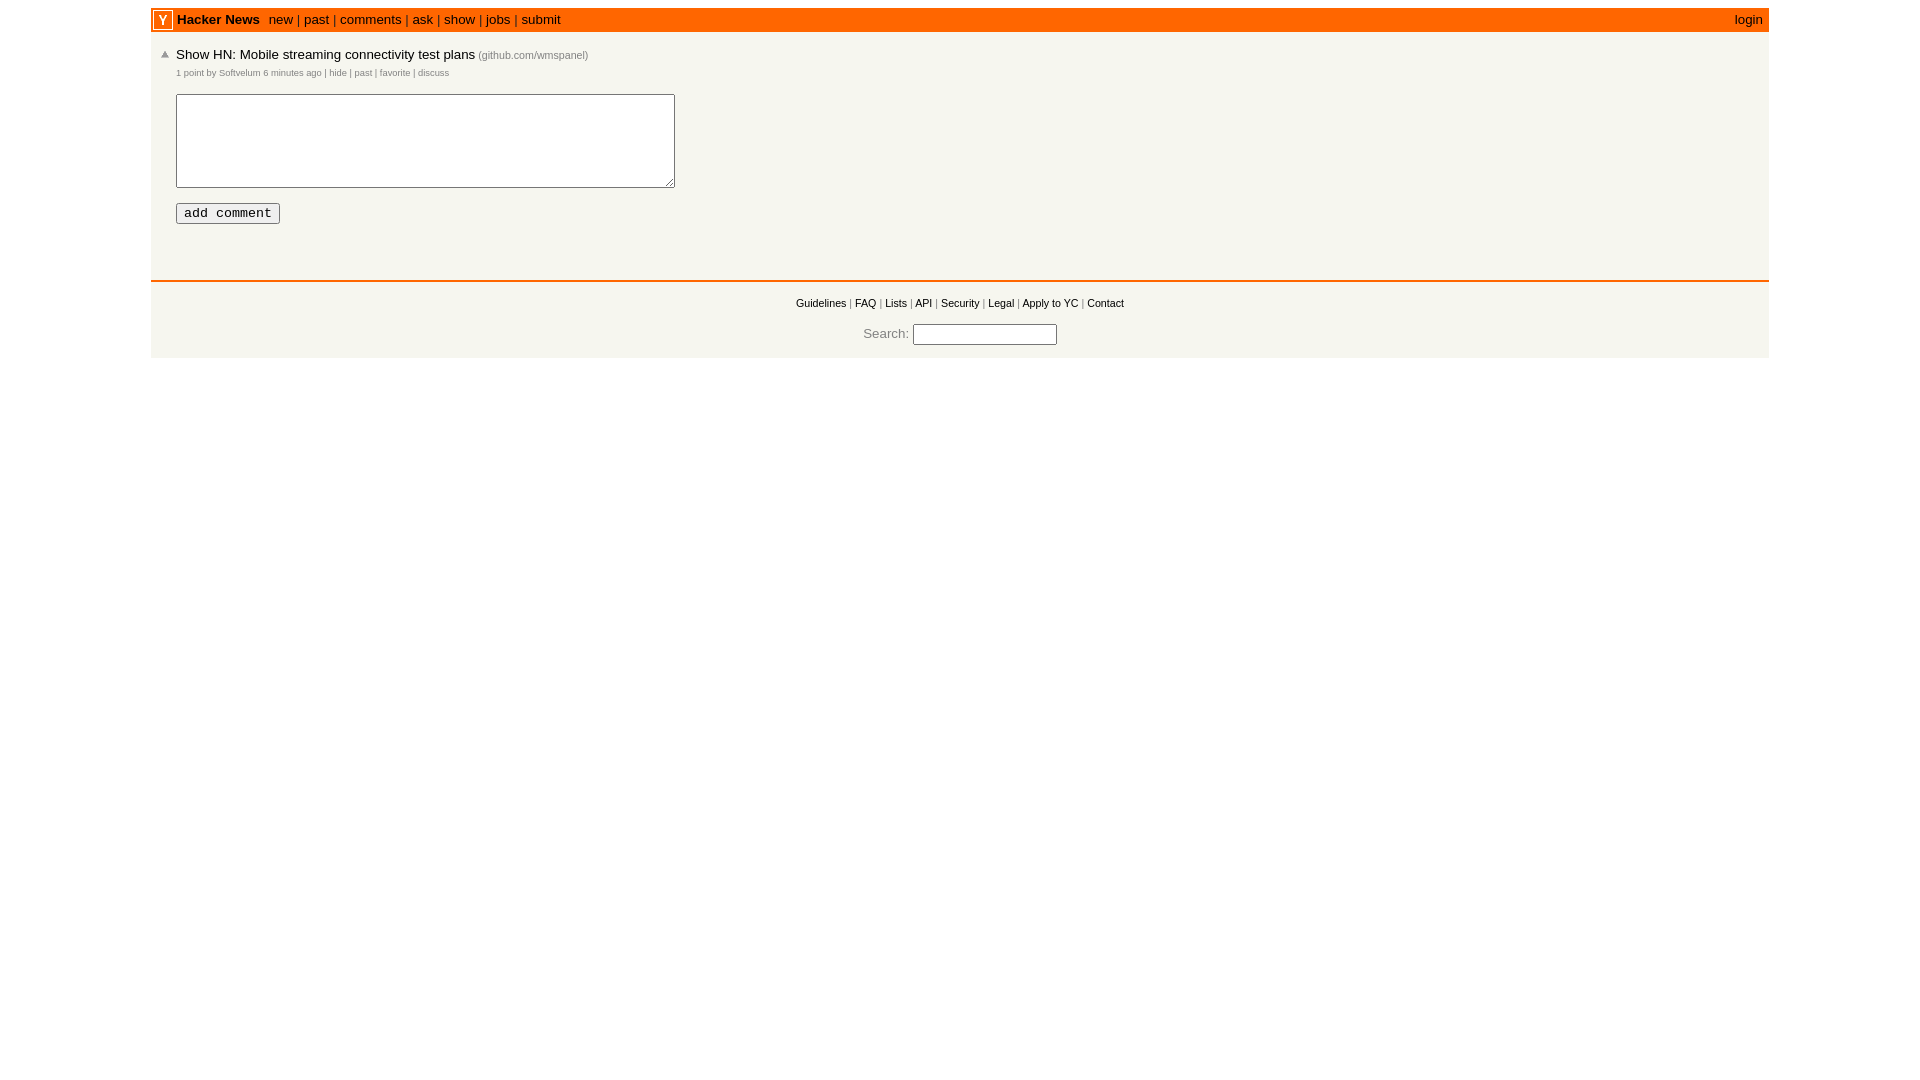 Y Hacker News new | past | comments | ask | show | jobs | submit login
Show HN: Mobile streaming connectivity test plans (github.com/wmspanel)
1 point by Softvelum 6 minutes ago | hide | past | favorite | discuss
add comment
Guidelines | FAQ | Lists | API | Security | Legal | Apply to YC | Contact
Search: